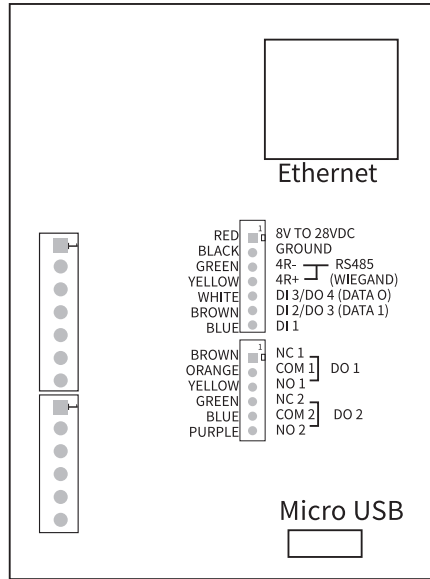 Ethernet
RED 1 8V TO 28VDC
BLACK GROUND
GREEN 4R- RS485
YELLOW 4R+ (WIEGAND)
WHITE DI 3/DO 4 (DATA O)
BROWN DI 2/DO 3 (DATA 1)
BLUE DI 1
BROWN 1 NC 1
ORANGE COM 1 DO 1
YELLOW NO 1
GREEN NC 2
BLUE COM 2 DO 2
PURPLE NO 2
Micro USB